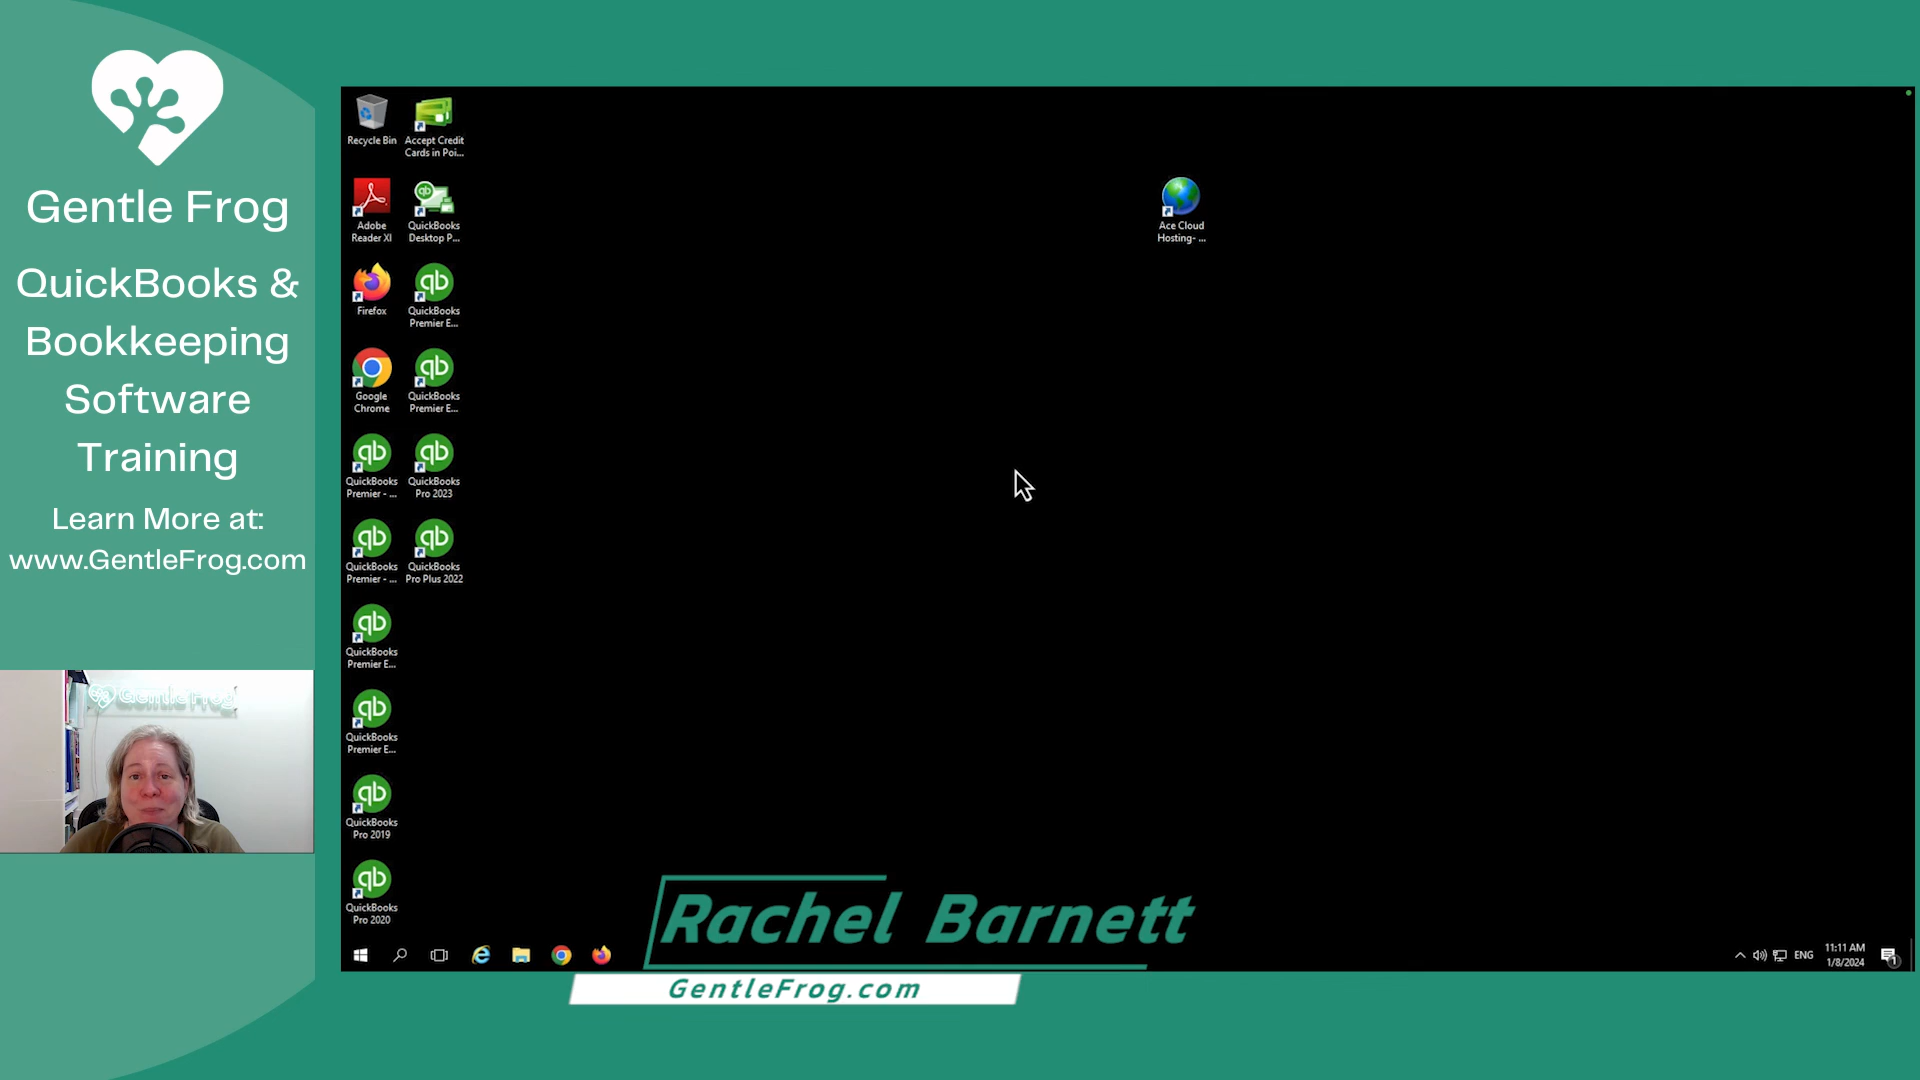 Gentle Frog
QuickBooks &
Bookkeeping
Software
Training
Learn More at:
www.GentleFrog.com
Gentle Frog
Recycle Bin
Accept Credit
Cards in Poi...
Adobe
Reader XI
QuickBooks
Desktop P...
Ace Cloud
Hosting- ...
Firefox
QuickBooks
Premier E...
Google
Chrome
QuickBooks
Premier E...
QuickBooks
Premier - ...
QuickBooks
Pro 2023
QuickBooks
Premier - ...
QuickBooks
Pro Plus 2022
QuickBooks
Premier E...
QuickBooks
Premier E...
QuickBooks
Pro 2019
QuickBooks
Pro 2020
Rachel Barnett
GentleFrog.com
ENG
11:11 AM
1/8/2024
1